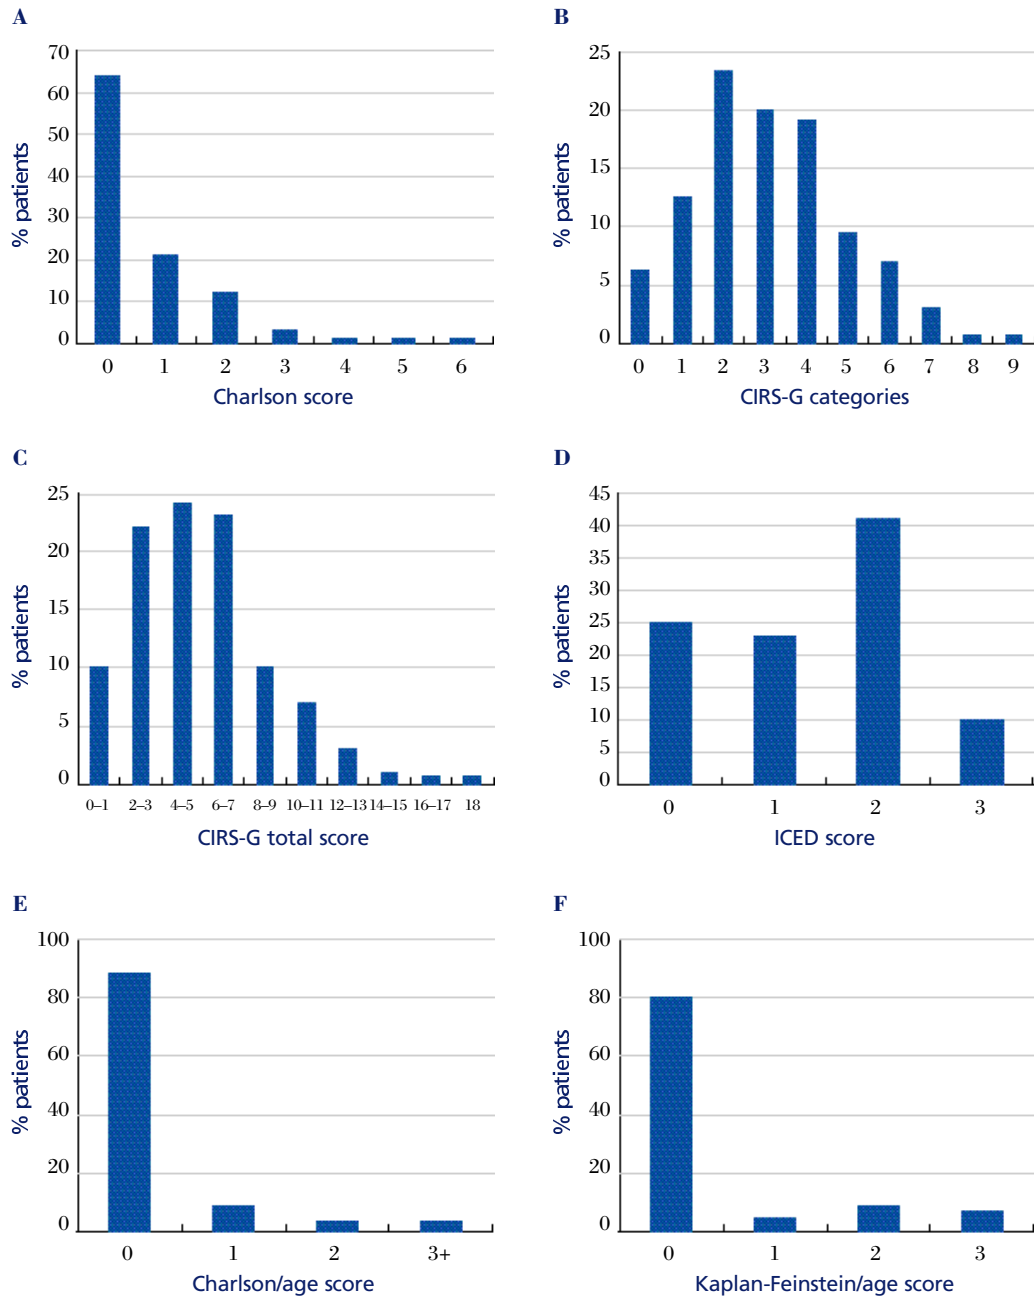 A
% patients
70
60
50
40
30
20
10
0
0 1 2 3 4 5 6
Charlson score
B
% patients
25
20
15
10
5
0
0 1 2 3 4 5 6 7 8 9
CIRS-G categories
C
% patients
25
20
15
10
5
0
0–1 2–3 4–5 6–7 8–9 10–11 12–13 14–15 16–17 18
CIRS-G total score
D
% patients
45
40
35
30
25
20
15
10
5
0
0 1 2 3
ICED score
E
% patients
100
80
60
40
20
0
0 1 2 3+
Charlson/age score
F
% patients
100
80
60
40
20
0
0 1 2 3
Kaplan-Feinstein/age score